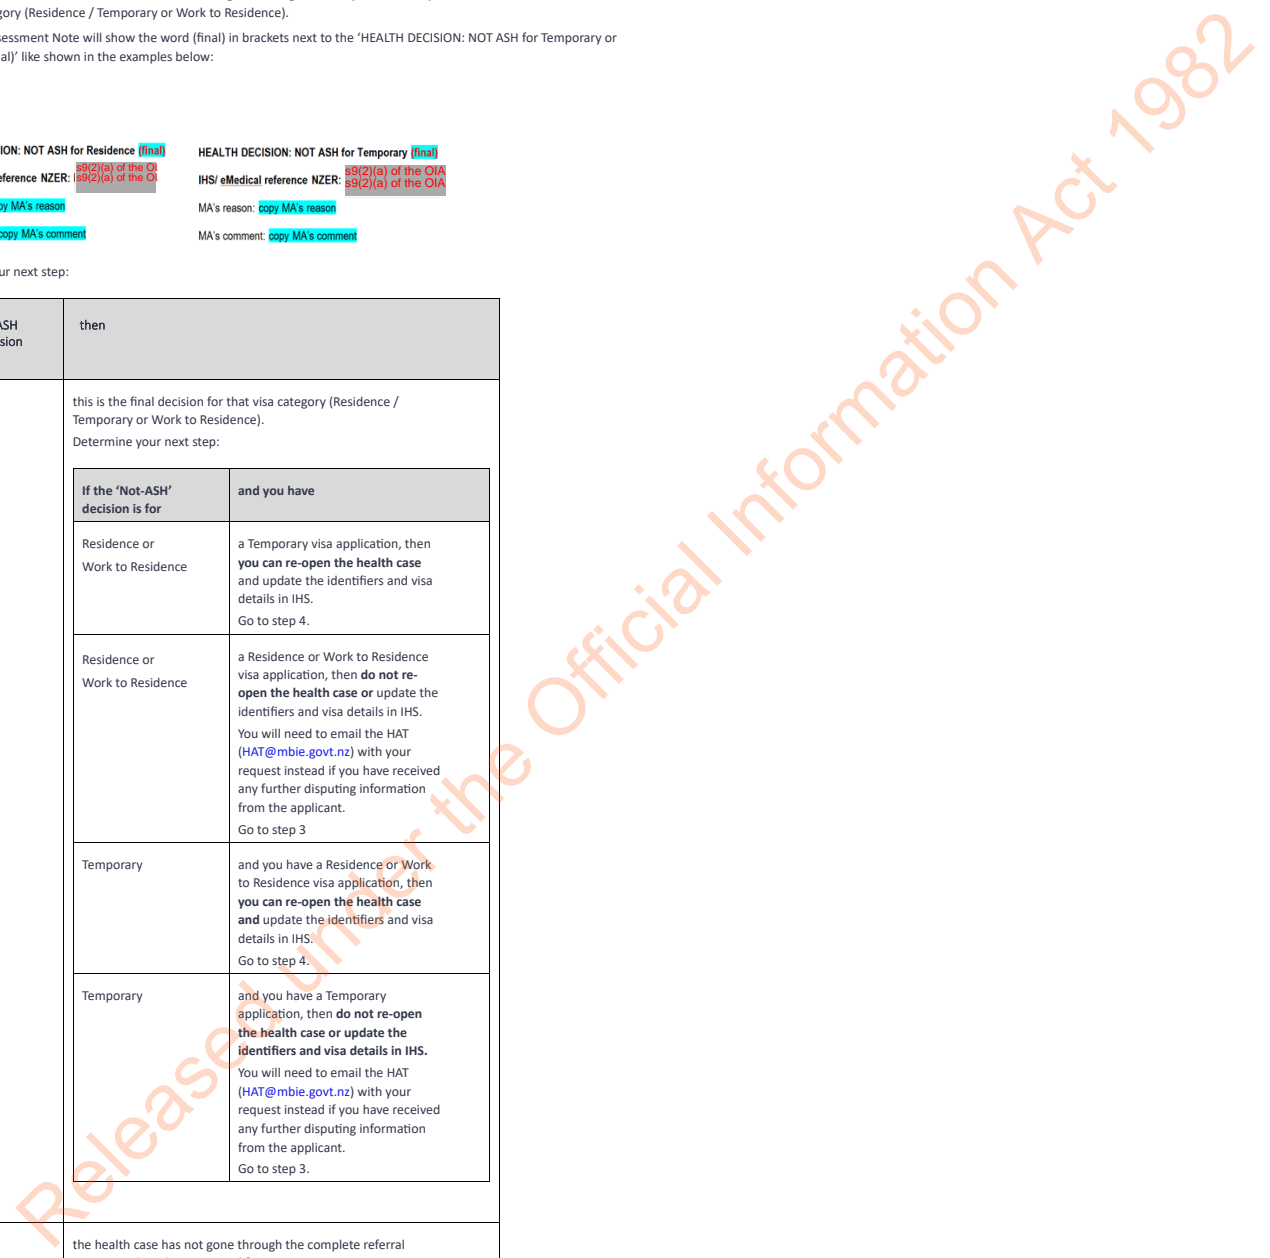 gory (Residence / Temporary or Work to Residence).
sessment Note will show the word (final) in brackets next to the ‘HEALTH DECISION: NOT ASH for Temporary or
al)’ like shown in the examples below:
ION: NOT ASH for Residence (final)
eference NZER: s9(2)(a) of the OI
s9(2)(a) of the OI
py MA's reason
copy MA's comment
HEALTH DECISION: NOT ASH for Temporary (final)
IHS/ eMedical reference NZER: s9(2)(a) of the OIA
s9(2)(a) of the OIA
MA's reason: copy MA's reason
MA's comment: copy MA's comment
ur next step:
ASH
sion
then
this is the final decision for that visa category (Residence /
Temporary or Work to Residence).
Determine your next step:
If the ‘Not-ASH’
decision is for
and you have
Residence or
Work to Residence
a Temporary visa application, then
you can re-open the health case
and update the identifiers and visa
details in IHS.
Go to step 4.
Residence or
Work to Residence
a Residence or Work to Residence
visa application, then do not re-
open the health case or update the
identifiers and visa details in IHS.
You will need to email the HAT
(HAT@mbie.govt.nz) with your
request instead if you have received
any further disputing information
from the applicant.
Go to step 3
Temporary
and you have a Residence or Work
to Residence visa application, then
you can re-open the health case
and update the identifiers and visa
details in IHS.
Go to step 4.
Temporary
and you have a Temporary
application, then do not re-open
the health case or update the
identifiers and visa details in IHS.
You will need to email the HAT
(HAT@mbie.govt.nz) with your
request instead if you have received
any further disputing information
from the applicant.
Go to step 3.
the health case has not gone through the complete referral
Released under the Official Information Act 1982